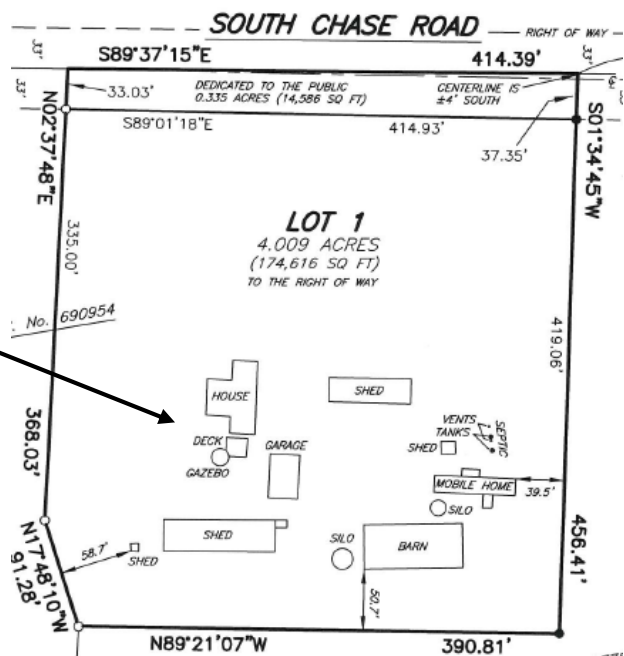 SOUTH CHASE ROAD
RIGHT OF WAY
33'
33'
S89°37'15"E
414.39'
33'
33.03'
DEDICATED TO THE PUBLIC
0.335 ACRES (14,586 SQ FT)
CENTERLINE IS
±4' SOUTH
S89°01'18"E
414.93'
37.35'
N02°37'48"E
S01°34'45"W
LOT 1
4.009 ACRES
(174,616 SQ FT)
TO THE RIGHT OF WAY
335.00'
No. 690954
419.06'
HOUSE
SHED
VENTS
TANKS
SEPTIC
DECK
GARAGE
SHED
GAZEBO
MOBILE HOME
39.5'
368.03'
SILO
SHED
SILO
BARN
456.41'
58.7'
SHED
N17°48'10"W
91.28'
50.7'
N89°21'07"W
390.81'